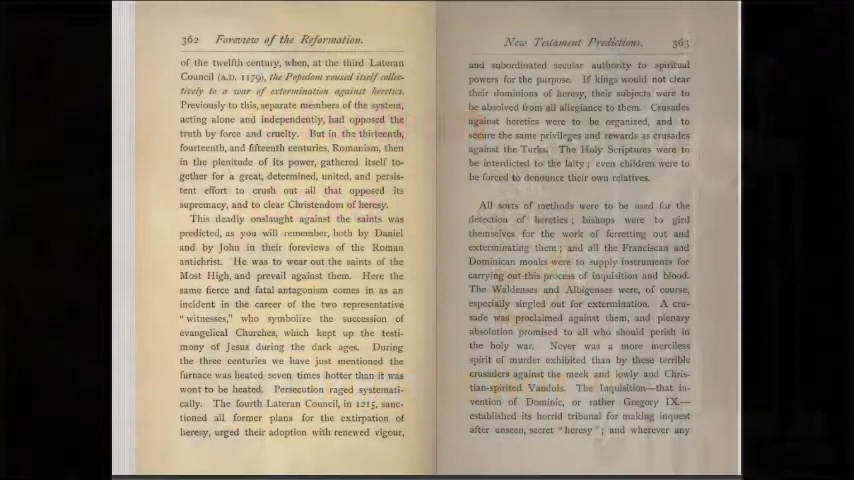 362 Foreview of the Reformation.
of the twelfth century, when, at the third Lateran
Council (A.D. 1179), the Popedom roused itself collec-
tively to a war of extermination against heretics.
Previously to this, separate members of the system,
acting alone and independently, had opposed the
truth by force and cruelty. But in the thirteenth,
fourteenth, and fifteenth centuries, Romanism, then
in the plenitude of its power, gathered itself to-
gether for a great, determined, united, and persis-
tent effort to crush out all that opposed its
supremacy, and to clear Christendom of heresy.
This deadly onslaught against the saints was
predicted, as you will remember, both by Daniel
and by John in their foreviews of the Roman
antichrist. He was to wear out the saints of the
Most High, and prevail against them. Here the
same fierce and fatal antagonism comes in as an
incident in the career of the two representative
"witnesses," who symbolize the succession of
evangelical Churches, which kept up the testi-
mony of Jesus during the dark ages. During
the three centuries we have just mentioned the
furnace was heated seven times hotter than it was
wont to be heated. Persecution raged systemati-
cally. The fourth Lateran Council, in 1215, sanc-
tioned all former plans for the extirpation of
heresy, urged their adoption with renewed vigour,
New Testament Predictions. 363
and subordinated secular authority to spiritual
powers for the purpose. If kings would not clear
their dominions of heresy, their subjects were to
be absolved from all allegiance to them. Crusades
against heretics were to be organized, and to
secure the same privileges and rewards as crusades
against the Turks. The Holy Scriptures were to
be interdicted to the laity; even children were to
be forced to denounce their own relatives.
All sorts of methods were to be used for the
detection of heretics; bishops were to gird
themselves for the work of ferretting out and
exterminating them; and all the Franciscan and
Dominican monks were to supply instruments for
carrying out this process of inquisition and blood.
The Waldenses and Albigenses were, of course,
especially singled out for extermination. A cru-
sade was proclaimed against them, and plenary
absolution promised to all who should perish in
the holy war. Never was a more merciless
spirit of murder exhibited than by these terrible
crusaders against the meek and lowly and Chris-
tian-spirited Vaudois. The Inquisition—that in-
vention of Dominic, or rather Gregory IX.—
established its horrid tribunal for making inquest
after unseen, secret "heresy"; and wherever any